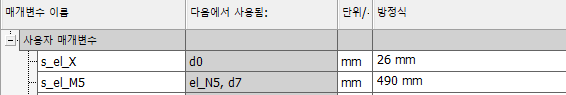 매개변수 이름 다음에서 사용됨: 단위/· 방정식
사용자 매개변수
s_el_X d0 mm 26 mm
s_el_M5 el_N5, d7 mm 490 mm